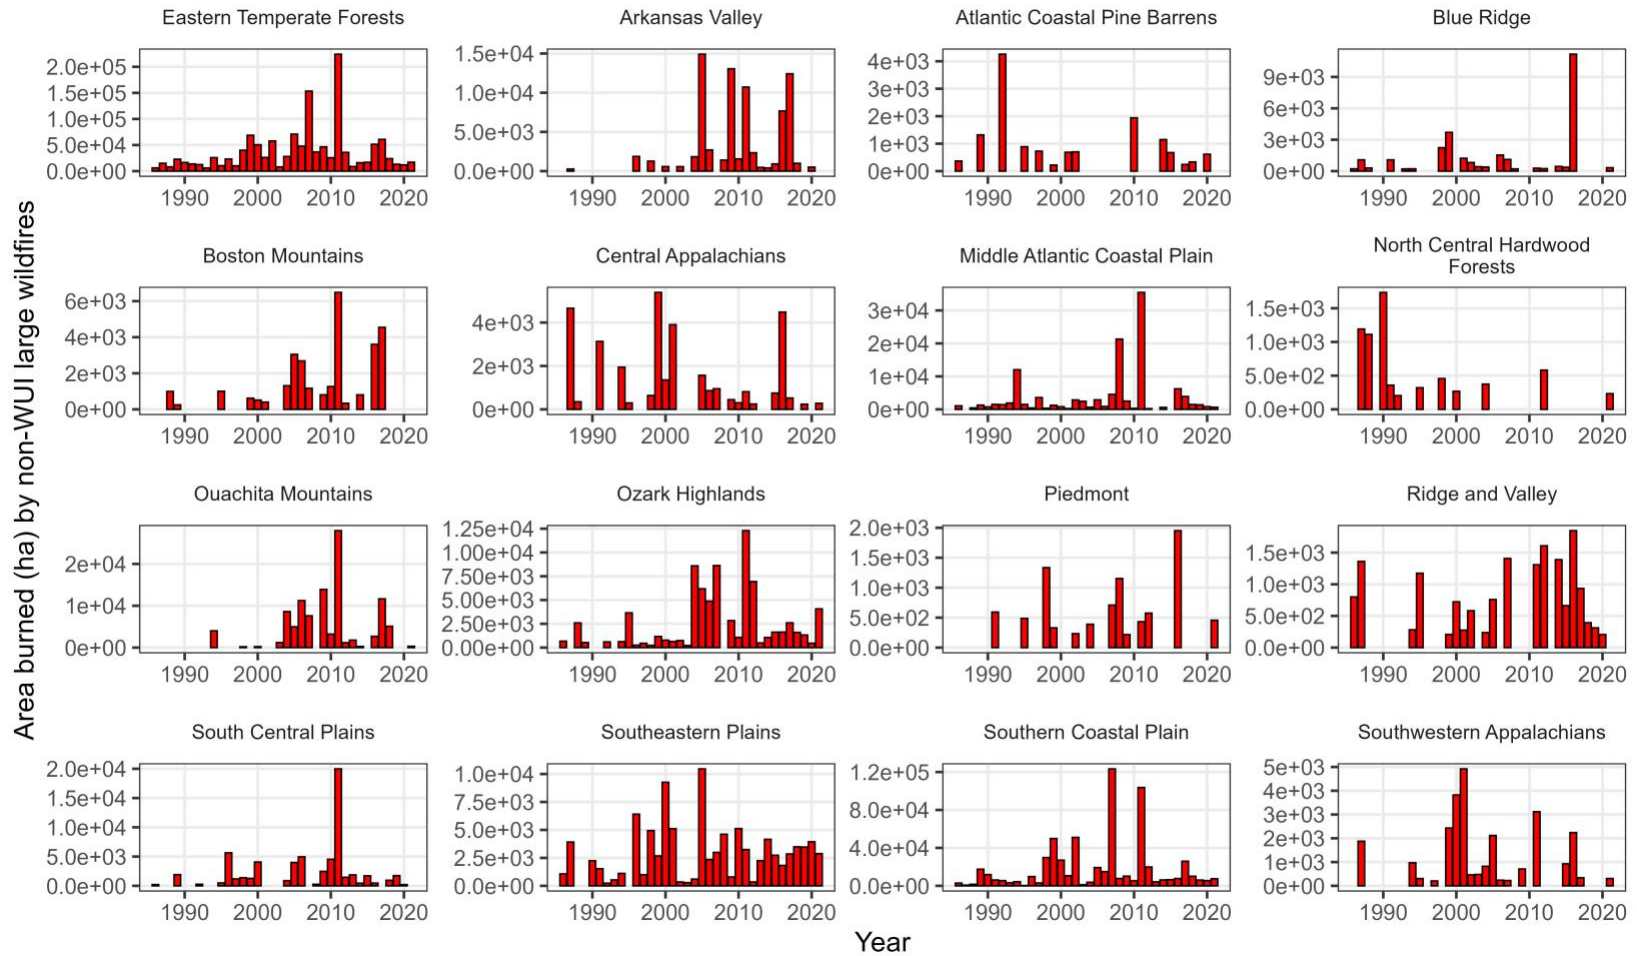 Area burned (ha) by non-WUI large wildfires
Eastern Temperate Forests
2.0e+05
1.5e+05
1.0e+05
5.0e+04
0.0e+00
1990 2000 2010 2020
Arkansas Valley
1.5e+04
1.0e+04
5.0e+03
0.0e+00
1990 2000 2010 2020
Atlantic Coastal Pine Barrens
4e+03
3e+03
2e+03
1e+03
0e+00
1990 2000 2010 2020
Blue Ridge
9e+03
6e+03
3e+03
0e+00
1990 2000 2010 2020
Boston Mountains
6e+03
4e+03
2e+03
0e+00
1990 2000 2010 2020
Central Appalachians
4e+03
2e+03
0e+00
1990 2000 2010 2020
Middle Atlantic Coastal Plain
3e+04
2e+04
1e+04
0e+00
1990 2000 2010 2020
North Central Hardwood
Forests
1.5e+03
1.0e+03
5.0e+02
0.0e+00
1990 2000 2010 2020
Ouachita Mountains
2e+04
1e+04
0e+00
1990 2000 2010 2020
Ozark Highlands
1.25e+04
1.00e+04
7.50e+03
5.00e+03
2.50e+03
0.00e+00
1990 2000 2010 2020
Piedmont
2.0e+03
1.5e+03
1.0e+03
5.0e+02
0.0e+00
1990 2000 2010 2020
Ridge and Valley
1.5e+03
1.0e+03
5.0e+02
0.0e+00
1990 2000 2010 2020
South Central Plains
2.0e+04
1.5e+04
1.0e+04
5.0e+03
0.0e+00
1990 2000 2010 2020
Southeastern Plains
1.0e+04
7.5e+03
5.0e+03
2.5e+03
0.0e+00
1990 2000 2010 2020
Southern Coastal Plain
1.2e+05
8.0e+04
4.0e+04
0.0e+00
1990 2000 2010 2020
Southwestern Appalachians
5e+03
4e+03
3e+03
2e+03
1e+03
0e+00
1990 2000 2010 2020
Year